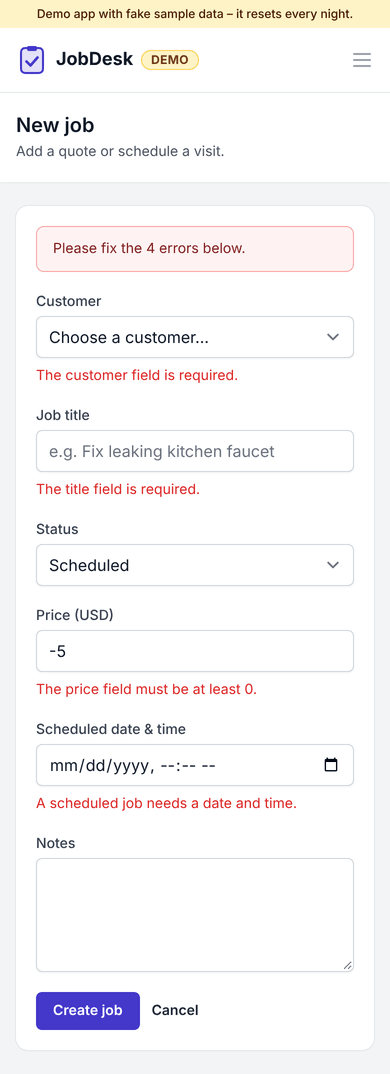 Demo app with fake sample data – it resets every night.
JobDesk DEMO
New job
Add a quote or schedule a visit.
Please fix the 4 errors below.
Customer
Choose a customer...
The customer field is required.
Job title
e.g. Fix leaking kitchen faucet
The title field is required.
Status
Scheduled
Price (USD)
-5
The price field must be at least 0.
Scheduled date & time
mm/dd/yyyy, --:-- --
A scheduled job needs a date and time.
Notes
Create job Cancel